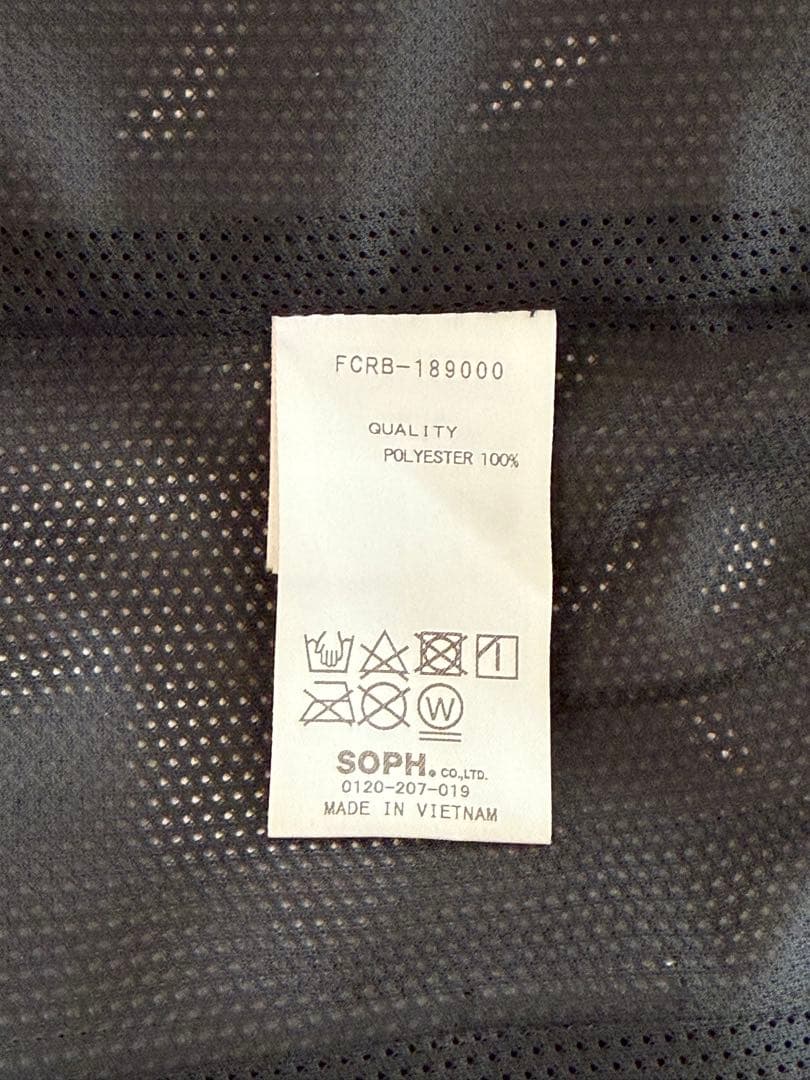 FCRB-189000
QUALITY
POLYESTER 100%
W
SOPH. CO.,LTD.
0120-207-019
MADE IN VIETNAM